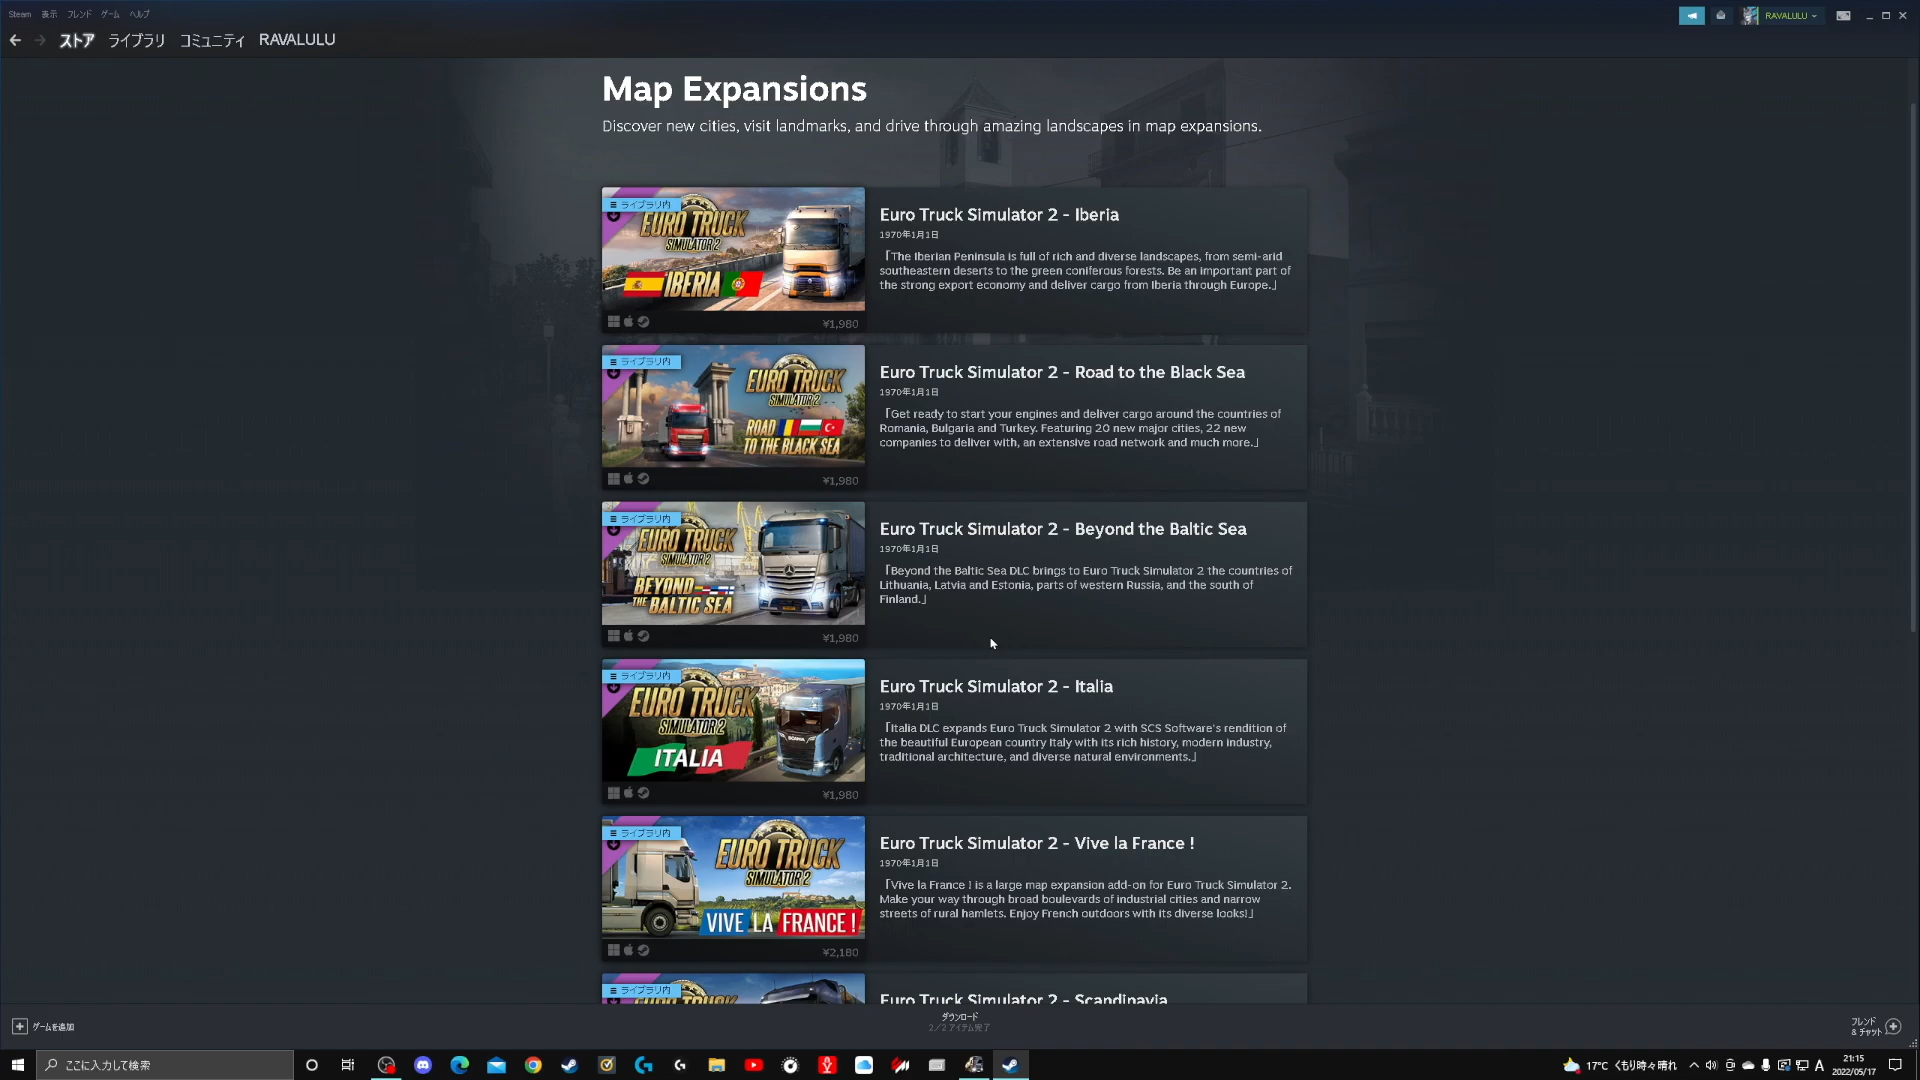 Steam 表示 フレンド ゲーム ヘルプ
RAVALULU
ストア ライブラリ コミュニティ RAVALULU
Map Expansions
Discover new cities, visit landmarks, and drive through amazing landscapes in map expansions.
ライブラリ内
EURO TRUCK
SIMULATOR 2
IBERIA
¥1,980
Euro Truck Simulator 2 - Iberia
1970年1月1日
「The Iberian Peninsula is full of rich and diverse landscapes, from semi-arid
southeastern deserts to the green coniferous forests. Be an important part of
the strong export economy and deliver cargo from Iberia through Europe.」
ライブラリ内
EURO TRUCK
SIMULATOR 2
ROAD
TO THE BLACK SEA
¥1,980
Euro Truck Simulator 2 - Road to the Black Sea
1970年1月1日
「Get ready to start your engines and deliver cargo around the countries of
Romania, Bulgaria and Turkey. Featuring 20 new major cities, 22 new
companies to deliver with, an extensive road network and much more.」
ライブラリ内
EURO TRUCK
SIMULATOR 2
BEYOND
THE BALTIC SEA
¥1,980
Euro Truck Simulator 2 - Beyond the Baltic Sea
1970年1月1日
「Beyond the Baltic Sea DLC brings to Euro Truck Simulator 2 the countries of
Lithuania, Latvia and Estonia, parts of western Russia, and the south of
Finland.」
ライブラリ内
EURO TRUCK
SIMULATOR 2
ITALIA
SCANIA
¥1,980
Euro Truck Simulator 2 - Italia
1970年1月1日
「Italia DLC expands Euro Truck Simulator 2 with SCS Software's rendition of
the beautiful European country Italy with its rich history, modern industry,
traditional architecture, and diverse natural environments.」
ライブラリ内
EURO TRUCK
SIMULATOR 2
VIVE LA FRANCE !
¥2,180
Euro Truck Simulator 2 - Vive la France !
1970年1月1日
「Vive la France ! is a large map expansion add-on for Euro Truck Simulator 2.
Make your way through broad boulevards of industrial cities and narrow
streets of rural hamlets. Enjoy French outdoors with its diverse looks!」
ライブラリ内
EURO TRUCK
Euro Truck Simulator 2 - Scandinavia
ゲームを追加
ダウンロード
2／2 アイテム完了
フレンド
& チャット
ここに入力して検索
17°C くもり時々晴れ
A
21:15
2022/05/17